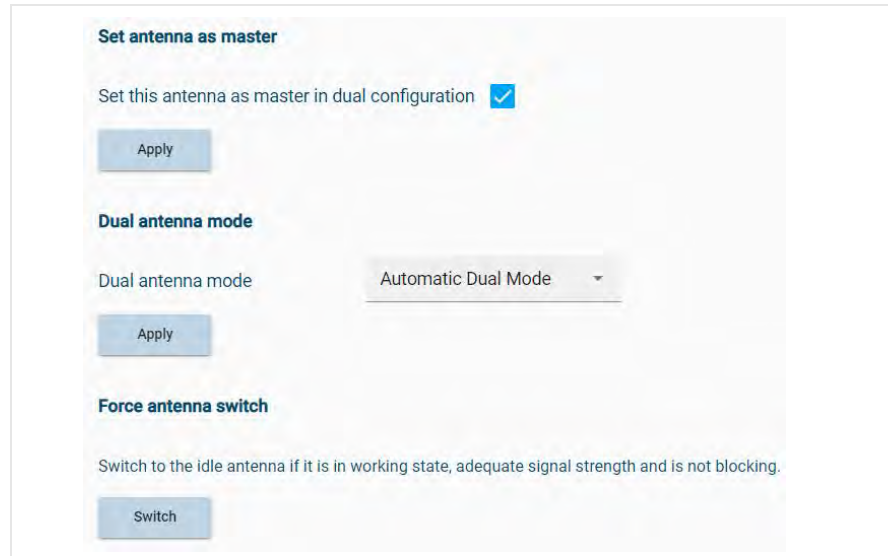 Set antenna as master
Set this antenna as master in dual configuration
Apply
Dual antenna mode
Dual antenna mode Automatic Dual Mode
Apply
Force antenna switch
Switch to the idle antenna if it is in working state, adequate signal strength and is not blocking.
Switch